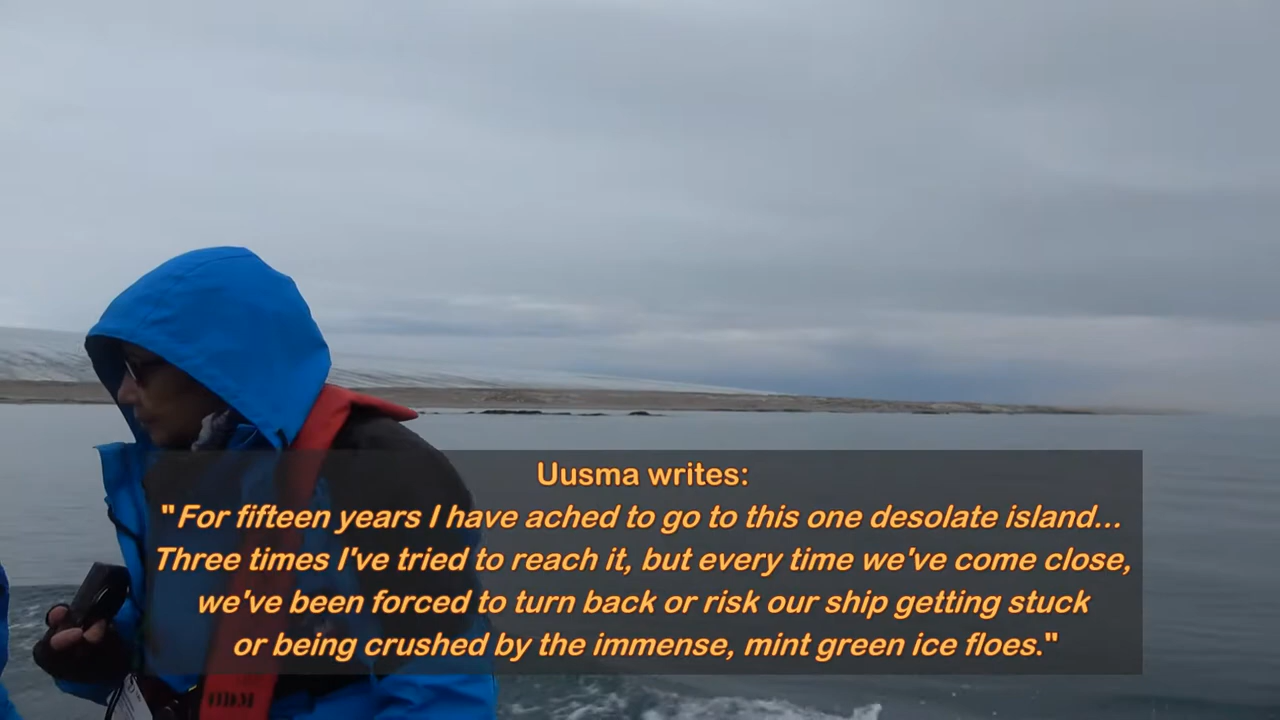 Uusma writes:
"For fifteen years I have ached to go to this one desolate island...
Three times I've tried to reach it, but every time we've come close,
we've been forced to turn back or risk our ship getting stuck
or being crushed by the immense, mint green ice floes."